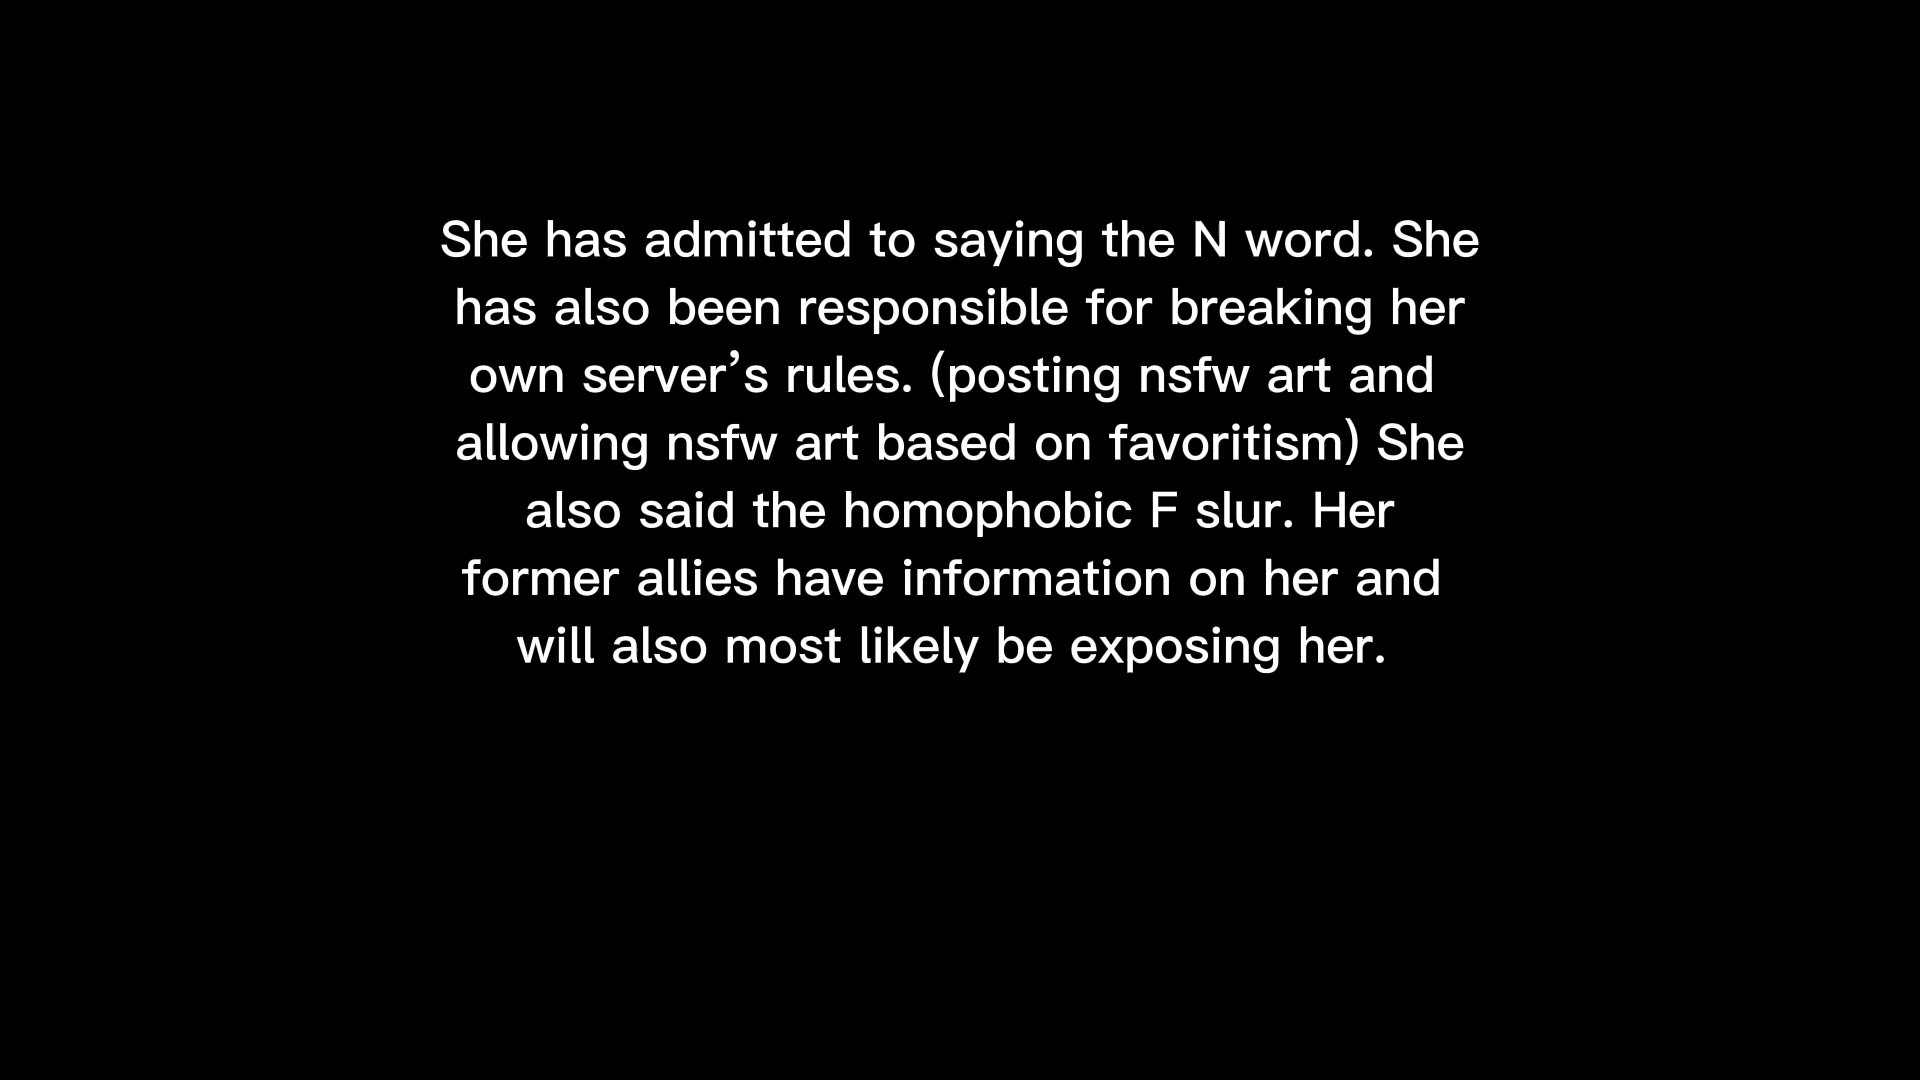 She has admitted to saying the N word. She
has also been responsible for breaking her
own server’s rules. (posting nsfw art and
allowing nsfw art based on favoritism) She
also said the homophobic F slur. Her
former allies have information on her and
will also most likely be exposing her.